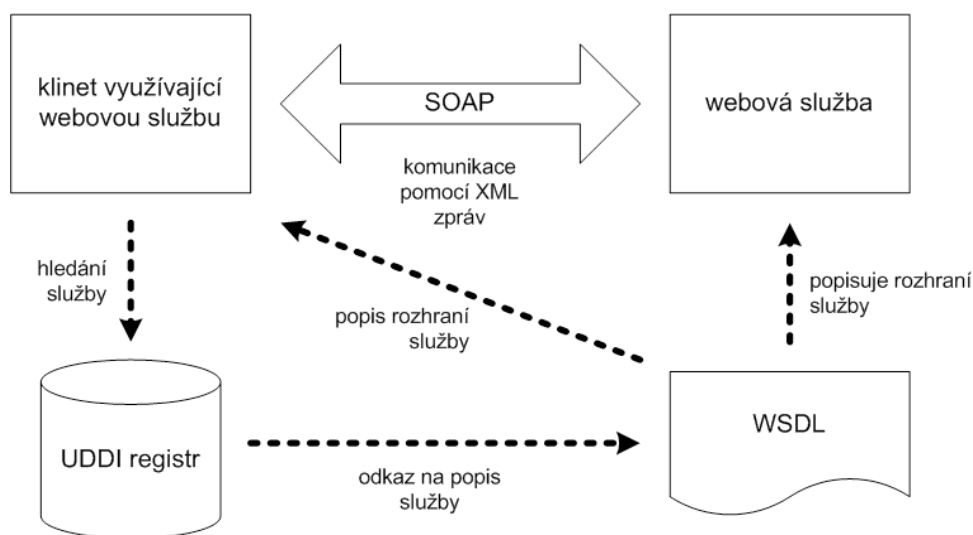 klinet využívající
webovou službu
SOAP
webová služba
komunikace
pomocí XML
zpráv
hledání
služby
popis rozhraní
služby
popisuje rozhraní
služby
UDDI registr
WSDL
odkaz na popis
služby